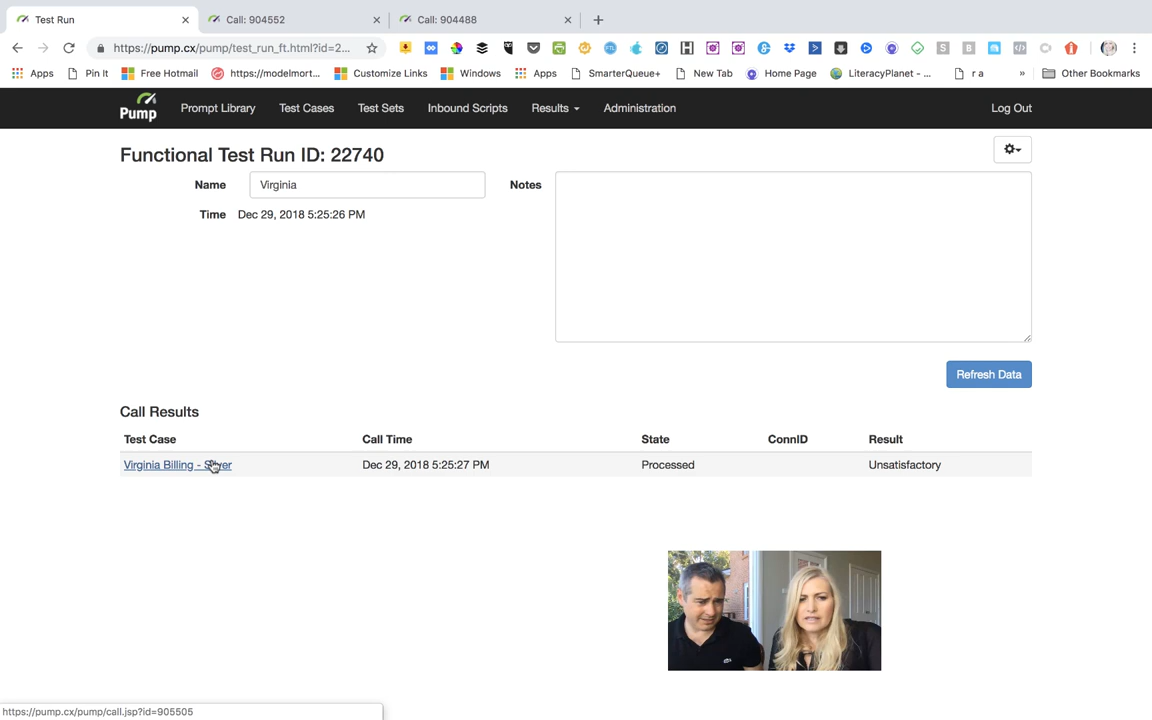 Test Run
Call: 904552
Call: 904488
https://pump.cx/pump/test_run_ft.html?id=2...
Apps
Pin It
Free Hotmail
https://modelmort...
Customize Links
Windows
Apps
SmarterQueue+
New Tab
Home Page
LiteracyPlanet - ...
r a
»
Other Bookmarks
Pump
Prompt Library
Test Cases
Test Sets
Inbound Scripts
Results
Administration
Log Out
Functional Test Run ID: 22740
Name
Virginia
Notes
Time
Dec 29, 2018 5:25:26 PM
Refresh Data
Call Results
Test Case
Call Time
State
ConnID
Result
Virginia Billing - Silver
Dec 29, 2018 5:25:27 PM
Processed
Unsatisfactory
https://pump.cx/pump/call.jsp?id=905505